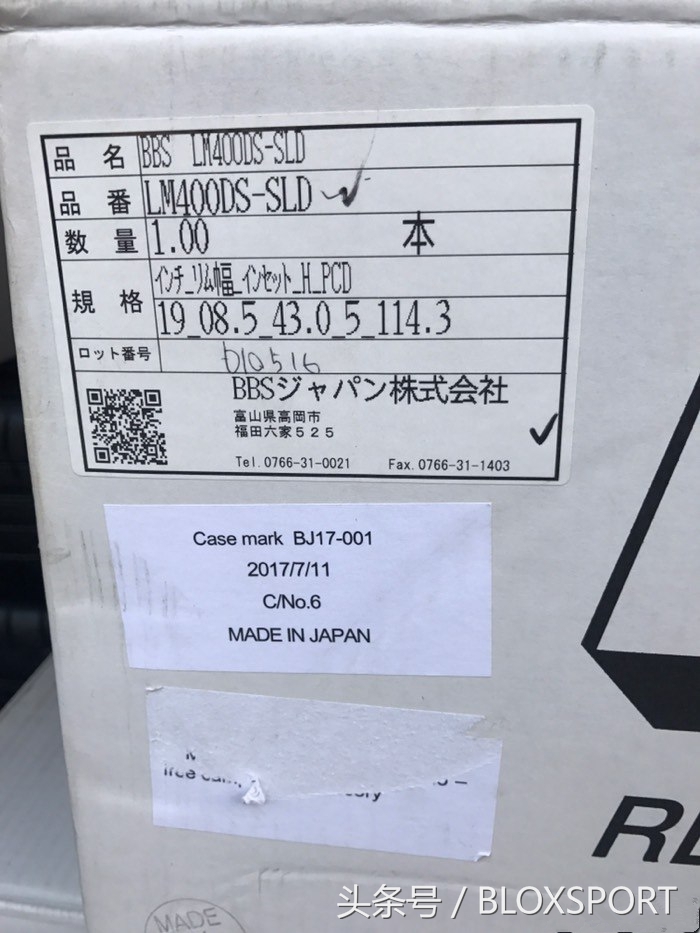 品 名 BBS LM400DS-SLD
品 番 LM400DS-SLD
数 量 1.00 本
規 格 インチ_リム幅_インセット_H_PCD
19_08.5_43.0_5_114.3
ロット番号 010516
BBSジャパン株式会社
富山県高岡市
福田六家525
Tel.0766-31-0021 Fax.0766-31-1403
Case mark BJ17-001
2017/7/11
C/No.6
MADE IN JAPAN
MADE
头条号 / BLOXSPORT